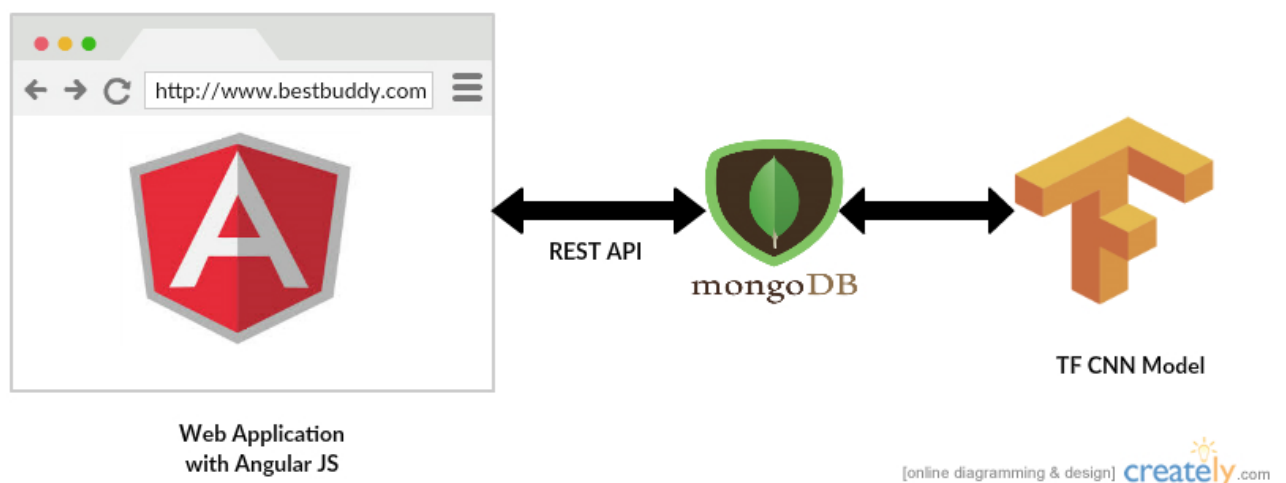 http://www.bestbuddy.com
REST API
mongoDB
TF CNN Model
Web Application
with Angular JS
[online diagramming & design] creately.com